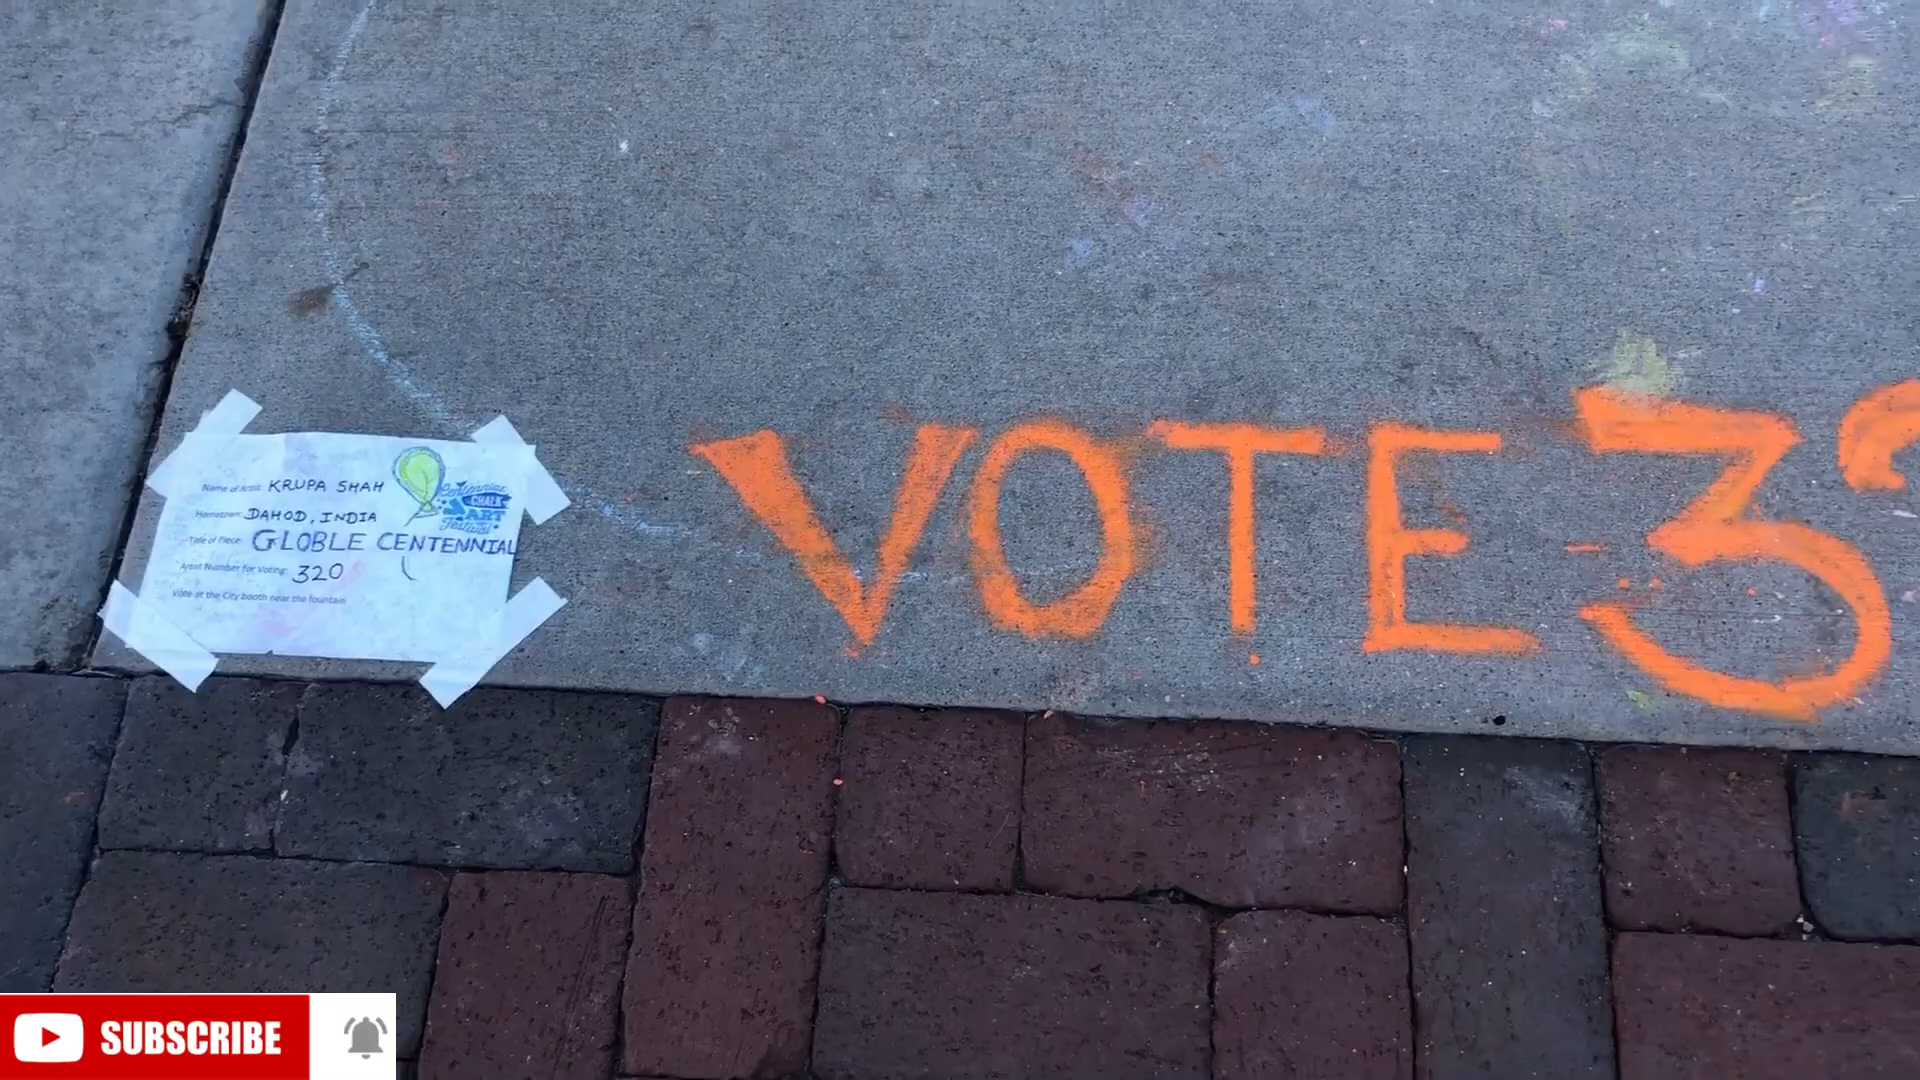 Name of Artist: KRUPA SHAH
Hometown: DAHOD, INDIA
Title of Piece: GLOBLE CENTENNIAL
Artist Number for Voting: 320
Vote at the City booth near the fountain
Centennial
CHALK
ART
Festival
VOTE 3
SUBSCRIBE